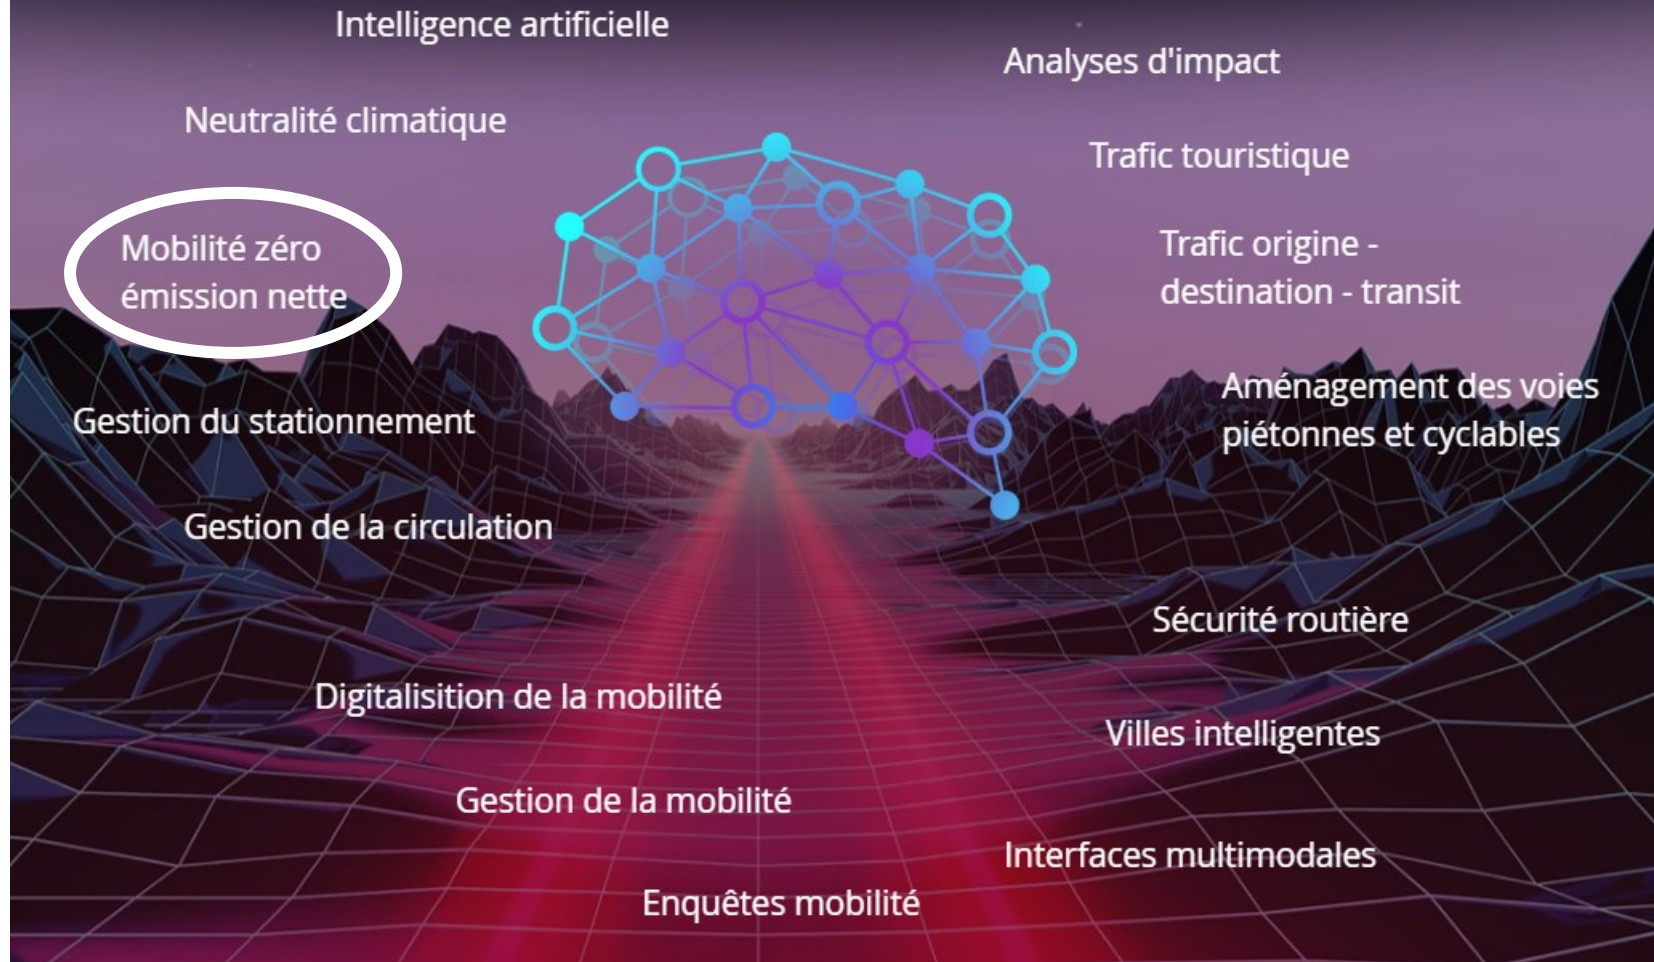 Intelligence artificielle
Analyses d'impact
Neutralité climatique
Trafic touristique
Mobilité zéro
émission nette
Trafic origine -
destination - transit
Gestion du stationnement
Aménagement des voies
piétonnes et cyclables
Gestion de la circulation
Sécurité routière
Digitalisition de la mobilité
Villes intelligentes
Gestion de la mobilité
Interfaces multimodales
Enquêtes mobilité